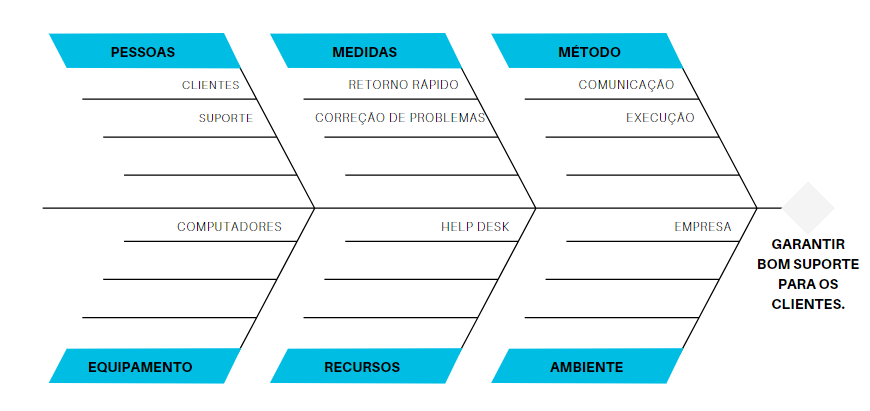 PESSOAS
MEDIDAS
MÉTODO
CLIENTES
RETORNO RÁPIDO
COMUNICAÇÃO
SUPORTE
CORREÇÃO DE PROBLEMAS
EXECUÇÃO
COMPUTADORES
HELP DESK
EMPRESA
GARANTIR
BOM SUPORTE
PARA OS
CLIENTES.
EQUIPAMENTO
RECURSOS
AMBIENTE